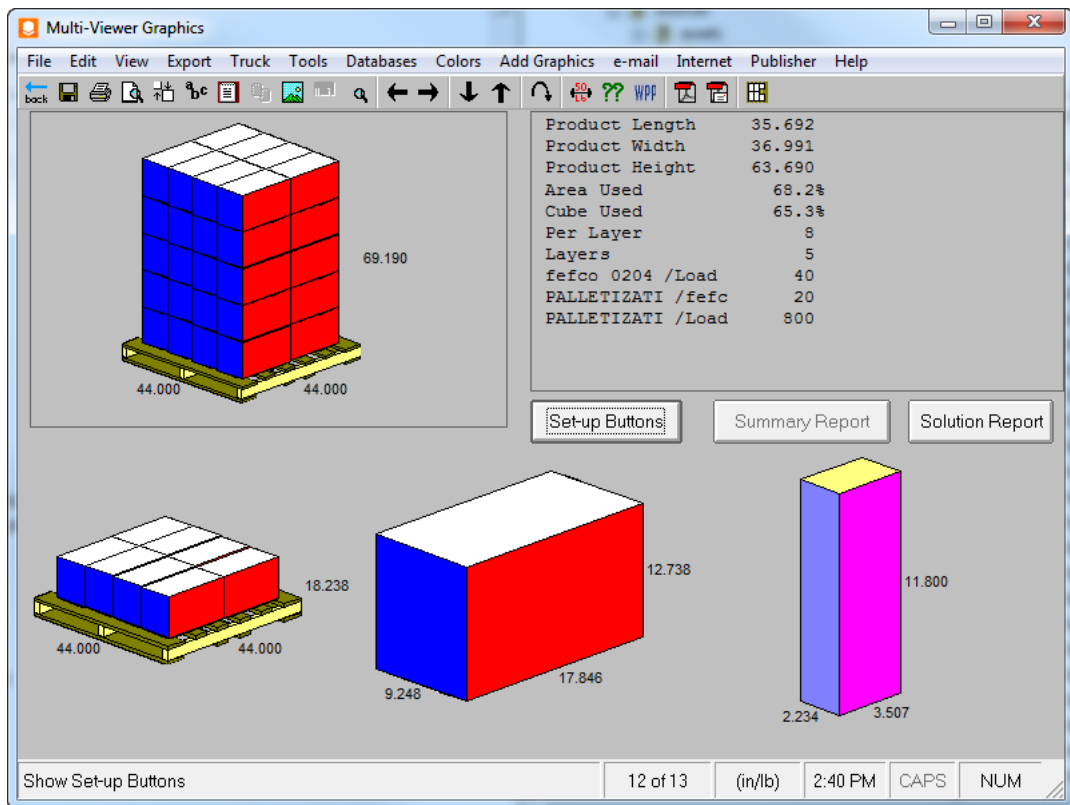 Multi-Viewer Graphics
File Edit View Export Truck Tools Databases Colors Add Graphics e-mail Internet Publisher Help
back abc 50 Lb ?? WPP
Product Length 35.692
Product Width 36.991
Product Height 63.690
Area Used 68.2%
Cube Used 65.3%
Per Layer 8
Layers 5
fefco 0204 /Load 40
PALLETIZATI /fefc 20
PALLETIZATI /Load 800
69.190
44.000 44.000
Set-up Buttons Summary Report Solution Report
18.238
44.000 44.000
12.738
9.248 17.846
11.800
2.234 3.507
Show Set-up Buttons 12 of 13 (in/lb) 2:40 PM CAPS NUM